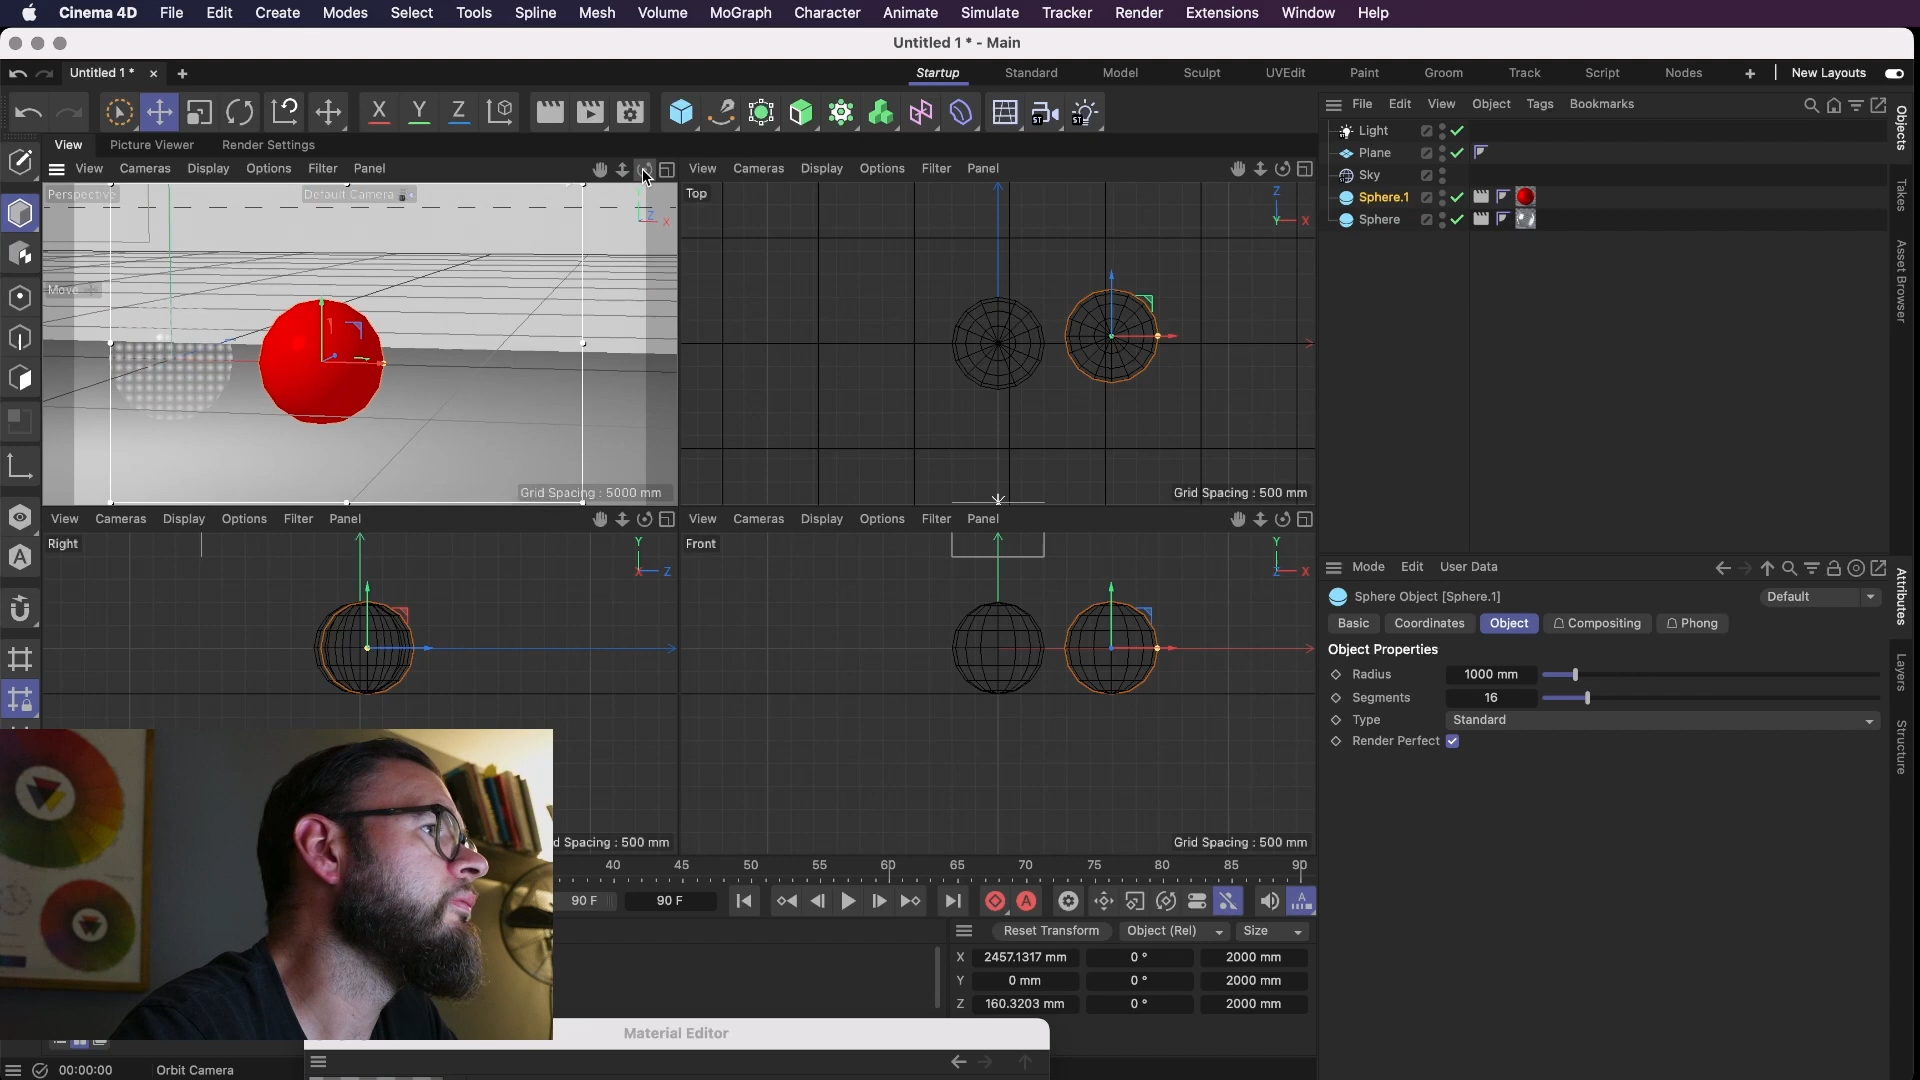 Cinema 4D File Edit Create Modes Select Tools Spline Mesh Volume MoGraph Character Animate Simulate Tracker Render Extensions Window Help
Untitled 1 * - Main
Untitled 1 * Startup Standard Model Sculpt UVEdit Paint Groom Track Script Nodes New Layouts
X Y Z ST ST
File Edit View Object Tags Bookmarks
View Picture Viewer Render Settings
View Cameras Display Options Filter Panel
View Cameras Display Options Filter Panel
Perspective Default Camera
Z X
Top
Z Y X
Move
Grid Spacing : 5000 mm
Grid Spacing : 500 mm
Light
Plane
Sky
Sphere.1
Sphere
Objects
Takes
Asset Browser
View Cameras Display Options Filter Panel
View Cameras Display Options Filter Panel
Right
Y X Z
Front
Y Z X
d Spacing : 500 mm
Grid Spacing : 500 mm
Mode Edit User Data
Sphere Object [Sphere.1] Default
Basic Coordinates Object Compositing Phong
Object Properties
Radius 1000 mm
Segments 16
Type Standard
Render Perfect
Attributes
Layers
Structure
40 45 50 55 60 65 70 75 80 85 90
90 F 90 F
Reset Transform Object (Rel) Size
X 2457.1317 mm 0 ° 2000 mm
Y 0 mm 0 ° 2000 mm
Z 160.3203 mm 0 ° 2000 mm
Material Editor
00:00:00 Orbit Camera